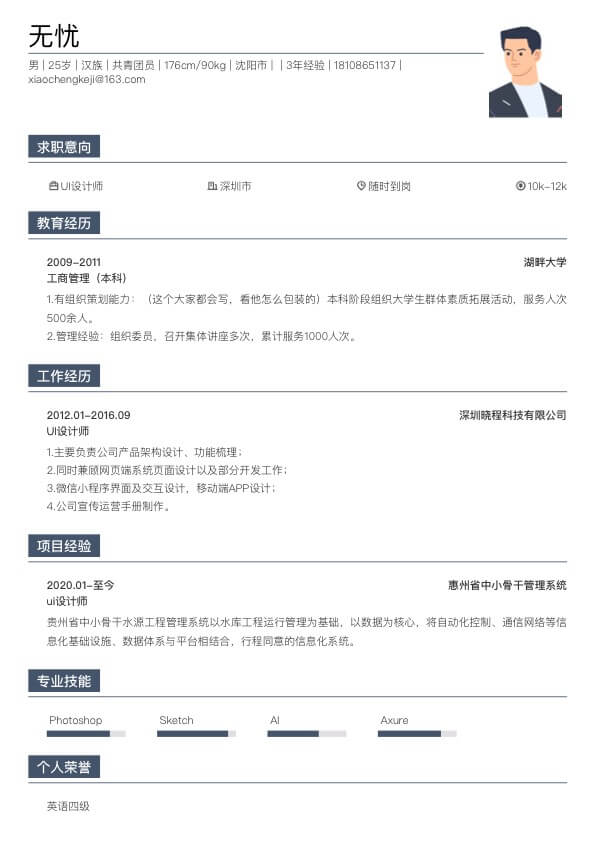 无忧
男 | 25岁 | 汉族 | 共青团员 | 176cm/90kg | 沈阳市 | | 3年经验 | 18108651137 |
xiaochengkeji@163.com
求职意向
UI设计师 深圳市 随时到岗 10k-12k
教育经历
2009-2011 湖畔大学
工商管理（本科）
1.有组织策划能力：（这个大家都会写，看他怎么包装的）本科阶段组织大学生群体素质拓展活动，服务人次
500余人。
2.管理经验：组织委员，召开集体讲座多次，累计服务1000人次。
工作经历
2012.01-2016.09 深圳晓程科技有限公司
UI设计师
1.主要负责公司产品架构设计、功能梳理；
2.同时兼顾网页端系统页面设计以及部分开发工作；
3.微信小程序界面及交互设计，移动端APP设计；
4.公司宣传运营手册制作。
项目经验
2020.01-至今 惠州省中小骨干管理系统
ui设计师
贵州省中小骨干水源工程管理系统以水库工程运行管理为基础，以数据为核心，将自动化控制、通信网络等信
息化基础设施、数据体系与平台相结合，行程同意的信息化系统。
专业技能
Photoshop Sketch AI Axure
个人荣誉
英语四级